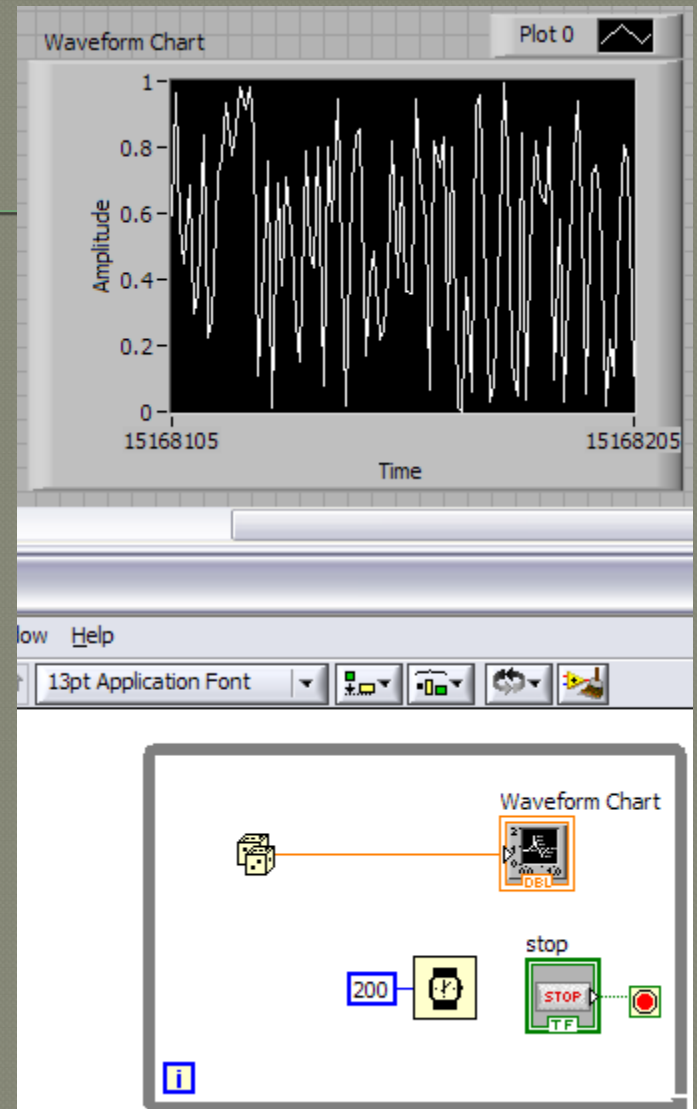 Waveform Chart
Plot 0
1
0.8
0.6
0.4
0.2
0
Amplitude
15168105
15168205
Time
Help
13pt Application Font
Waveform Chart
DBL
stop
200
STOP
TF
i